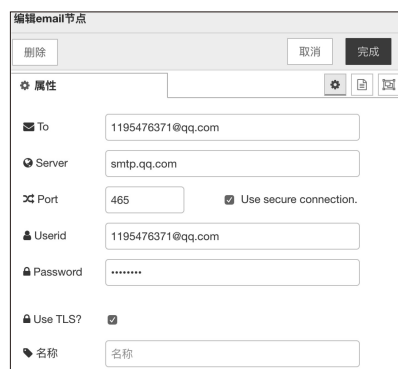 编辑email节点
删除 取消 完成
属性
To 1195476371@qq.com
Server smtp.qq.com
Port 465 Use secure connection.
Userid 1195476371@qq.com
Password ••••••••
Use TLS?
名称 名称